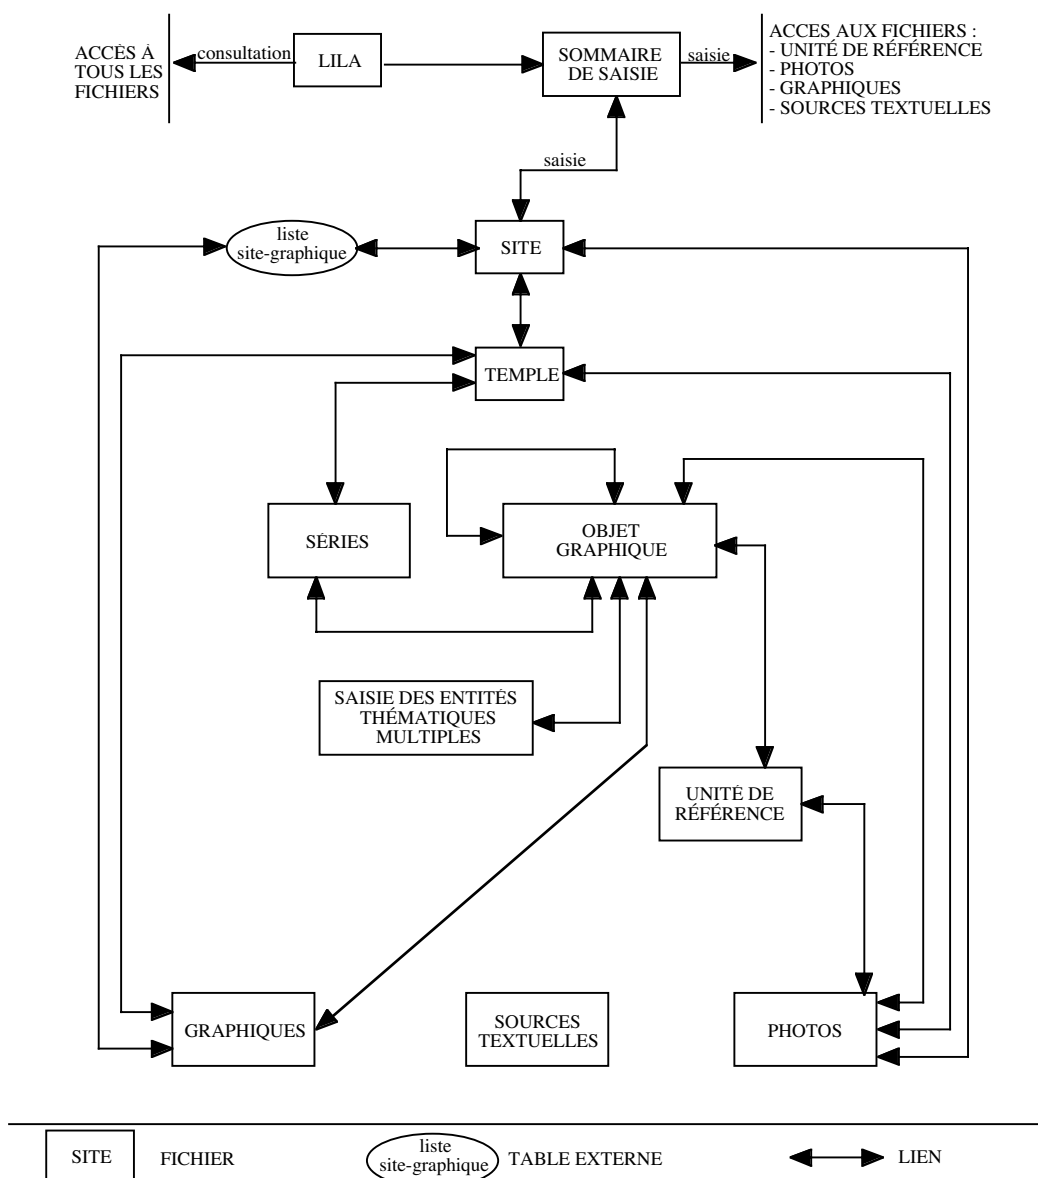 ACCÈS À
TOUS LES
FICHIERS
consultation
LILA
SOMMAIRE
DE SAISIE
saisie
ACCES AUX FICHIERS :
- UNITÉ DE RÉFÉRENCE
- PHOTOS
- GRAPHIQUES
- SOURCES TEXTUELLES
saisie
liste
site-graphique
SITE
TEMPLE
SÉRIES
OBJET
GRAPHIQUE
SAISIE DES ENTITÉS
THÉMATIQUES
MULTIPLES
UNITÉ DE
RÉFÉRENCE
GRAPHIQUES
SOURCES
TEXTUELLES
PHOTOS
SITE
FICHIER
liste
site-graphique
TABLE EXTERNE
LIEN